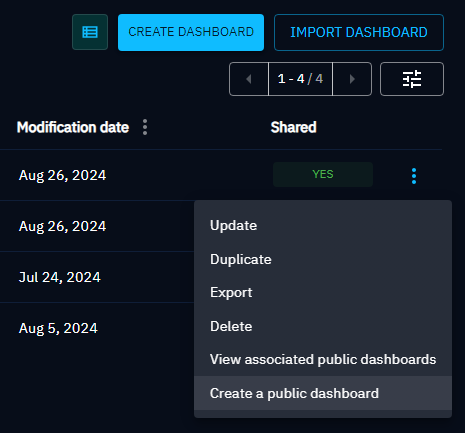 CREATE DASHBOARD
IMPORT DASHBOARD
1 - 4 / 4
Modification date
Shared
Aug 26, 2024
YES
Aug 26, 2024
Jul 24, 2024
Aug 5, 2024
Update
Duplicate
Export
Delete
View associated public dashboards
Create a public dashboard